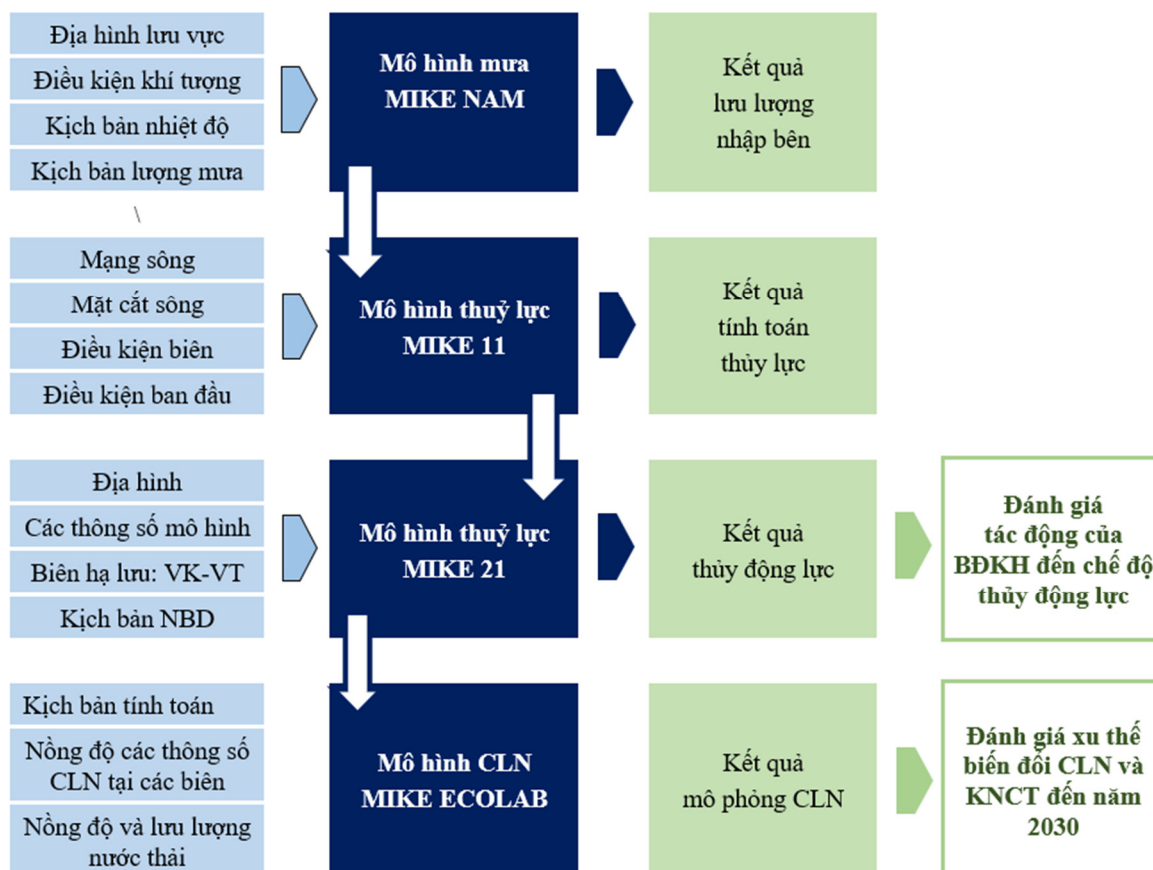 Địa hình lưu vực
Điều kiện khí tượng
Kịch bản nhiệt độ
Kịch bản lượng mưa
\
Mô hình mưa
MIKE NAM
Kết quả
lưu lượng
nhập bên
Mạng sông
Mặt cắt sông
Điều kiện biên
Điều kiện ban đầu
Mô hình thuỷ lực
MIKE 11
Kết quả
tính toán
thủy lực
Địa hình
Các thông số mô hình
Biên hạ lưu: VK-VT
Kịch bản NBD
Mô hình thuỷ lực
MIKE 21
Kết quả
thủy động lực
Đánh giá
tác động của
BĐKH đến chế độ
thủy động lực
Kịch bản tính toán
Nồng độ các thông số
CLN tại các biên
Nồng độ và lưu lượng
nước thải
Mô hình CLN
MIKE ECOLAB
Kết quả
mô phỏng CLN
Đánh giá xu thế
biến đổi CLN và
KNCT đến năm
2030